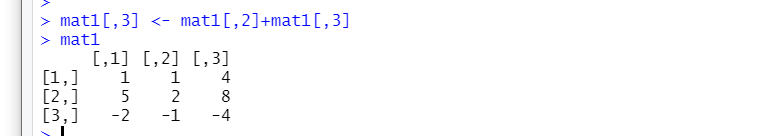 >
> mat1[,3] <- mat1[,2]+mat1[,3]
> mat1
     [,1] [,2] [,3]
[1,]    1    1    4
[2,]    5    2    8
[3,]   -2   -1   -4
>